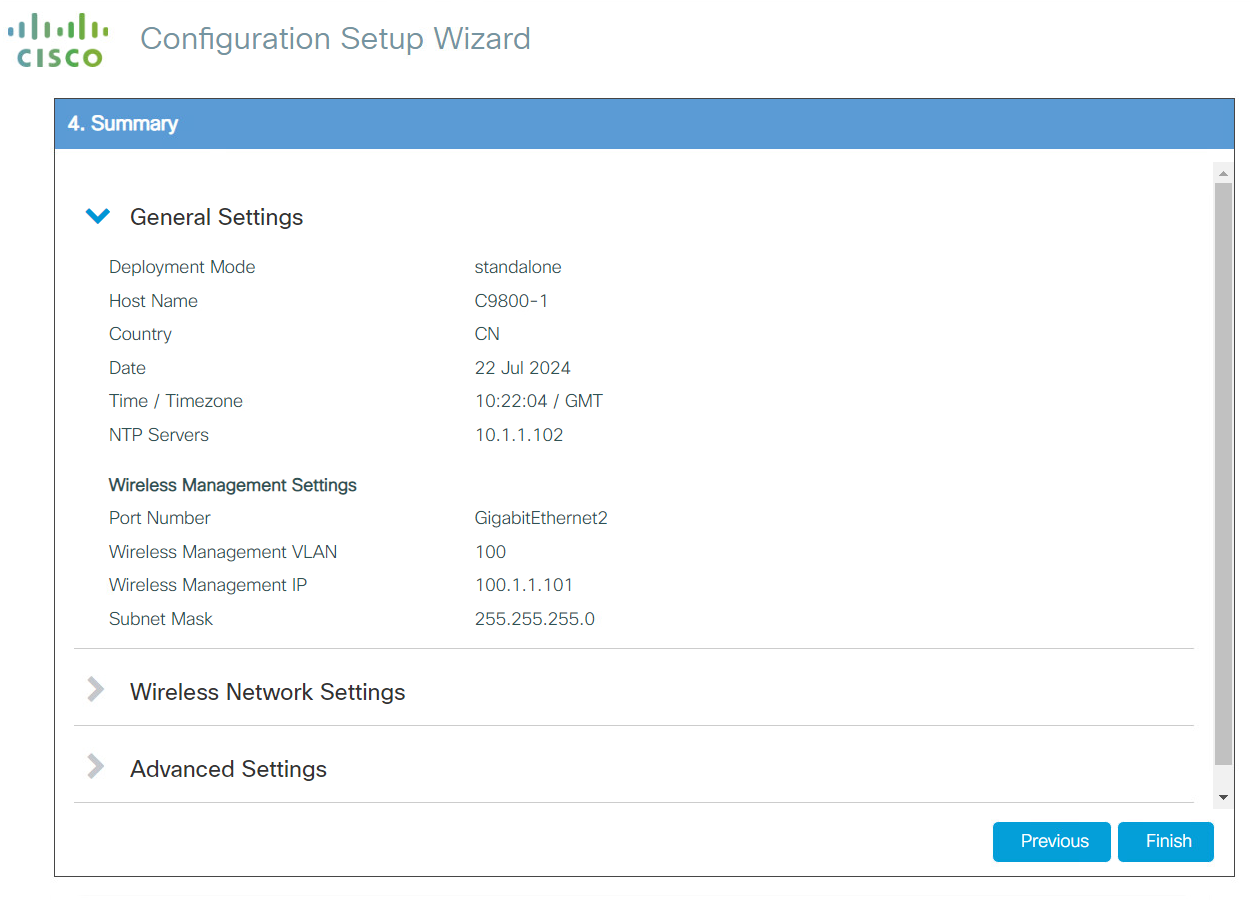 CISCO
Configuration Setup Wizard
4. Summary
General Settings
Deployment Mode standalone
Host Name C9800-1
Country CN
Date 22 Jul 2024
Time / Timezone 10:22:04 / GMT
NTP Servers 10.1.1.102
Wireless Management Settings
Port Number GigabitEthernet2
Wireless Management VLAN 100
Wireless Management IP 100.1.1.101
Subnet Mask 255.255.255.0
Wireless Network Settings
Advanced Settings
Previous Finish